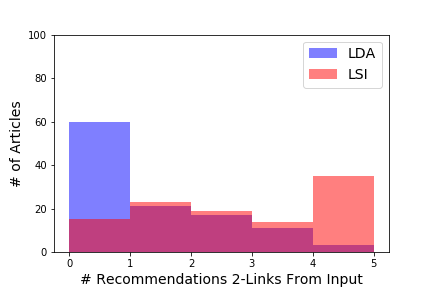 100
80
60
40
20
0
# of Articles
LDA
LSI
0 1 2 3 4 5
# Recommendations 2-Links From Input